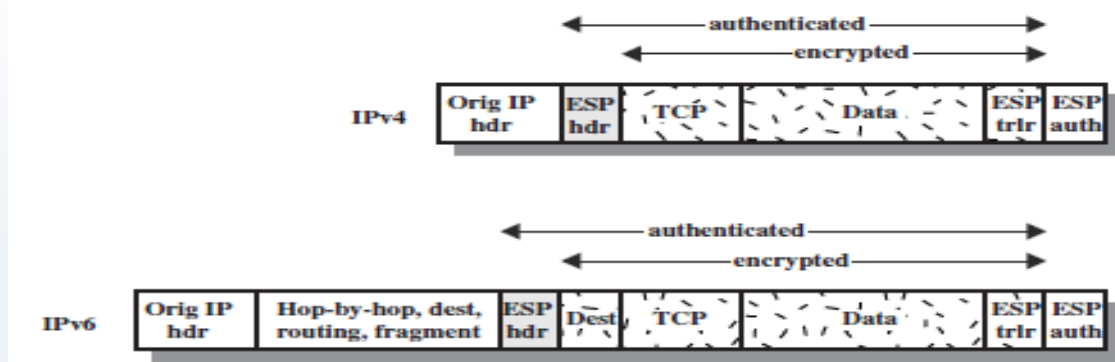 authenticated
encrypted
IPv4
Orig IP hdr
ESP hdr
TCP
Data
ESP trlr
ESP auth
authenticated
encrypted
IPv6
Orig IP hdr
Hop-by-hop, dest, routing, fragment
ESP hdr
Dest
TCP
Data
ESP trlr
ESP auth